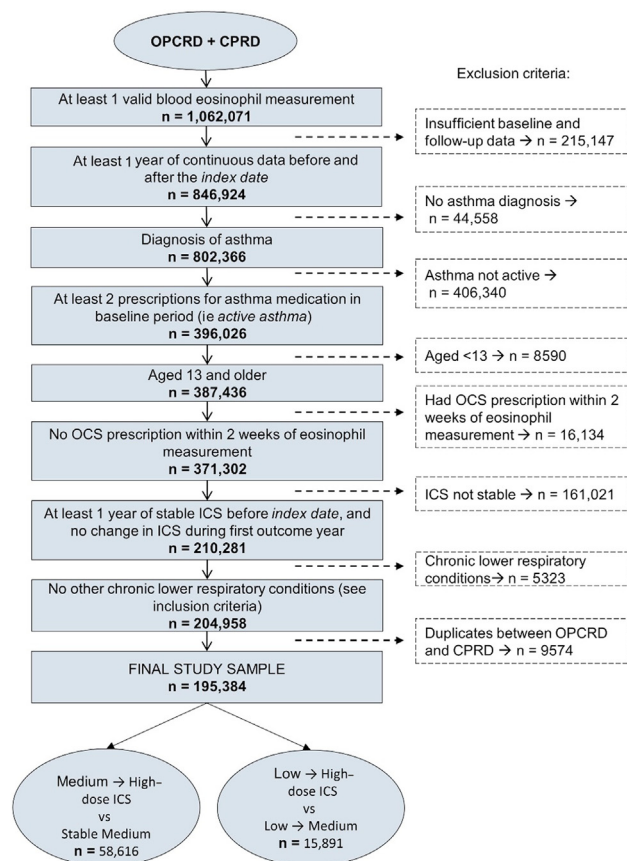 OPCRD + CPRD
Exclusion criteria:
At least 1 valid blood eosinophil measurement
n = 1,062,071
Insufficient baseline and
follow-up data → n = 215,147
At least 1 year of continuous data before and
after the index date
n = 846,924
No asthma diagnosis →
n = 44,558
Diagnosis of asthma
n = 802,366
Asthma not active →
n = 406,340
At least 2 prescriptions for asthma medication in
baseline period (ie active asthma)
n = 396,026
Aged <13 → n = 8590
Aged 13 and older
n = 387,436
Had OCS prescription within 2
weeks of eosinophil
measurement → n = 16,134
No OCS prescription within 2 weeks of eosinophil
measurement
n = 371,302
ICS not stable → n = 161,021
At least 1 year of stable ICS before index date, and
no change in ICS during first outcome year
n = 210,281
Chronic lower respiratory
conditions→ n = 5323
No other chronic lower respiratory conditions (see
inclusion criteria)
n = 204,958
Duplicates between OPCRD
and CPRD → n = 9574
FINAL STUDY SAMPLE
n = 195,384
Medium → High–
dose ICS
vs
Stable Medium
n = 58,616
Low → High–
dose ICS
vs
Low → Medium
n = 15,891